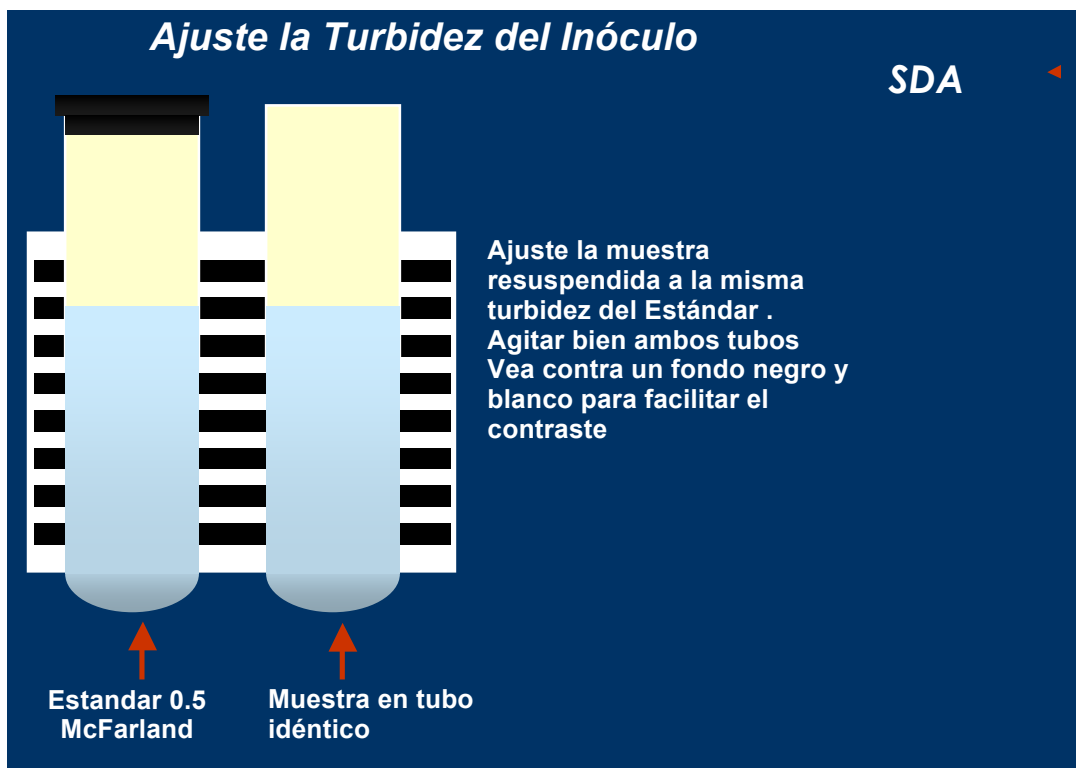 Ajuste la Turbidez del Inóculo
SDA
Ajuste la muestra
resuspendida a la misma
turbidez del Estándar .
Agitar bien ambos tubos
Vea contra un fondo negro y
blanco para facilitar el
contraste
Estandar 0.5
McFarland
Muestra en tubo
idéntico